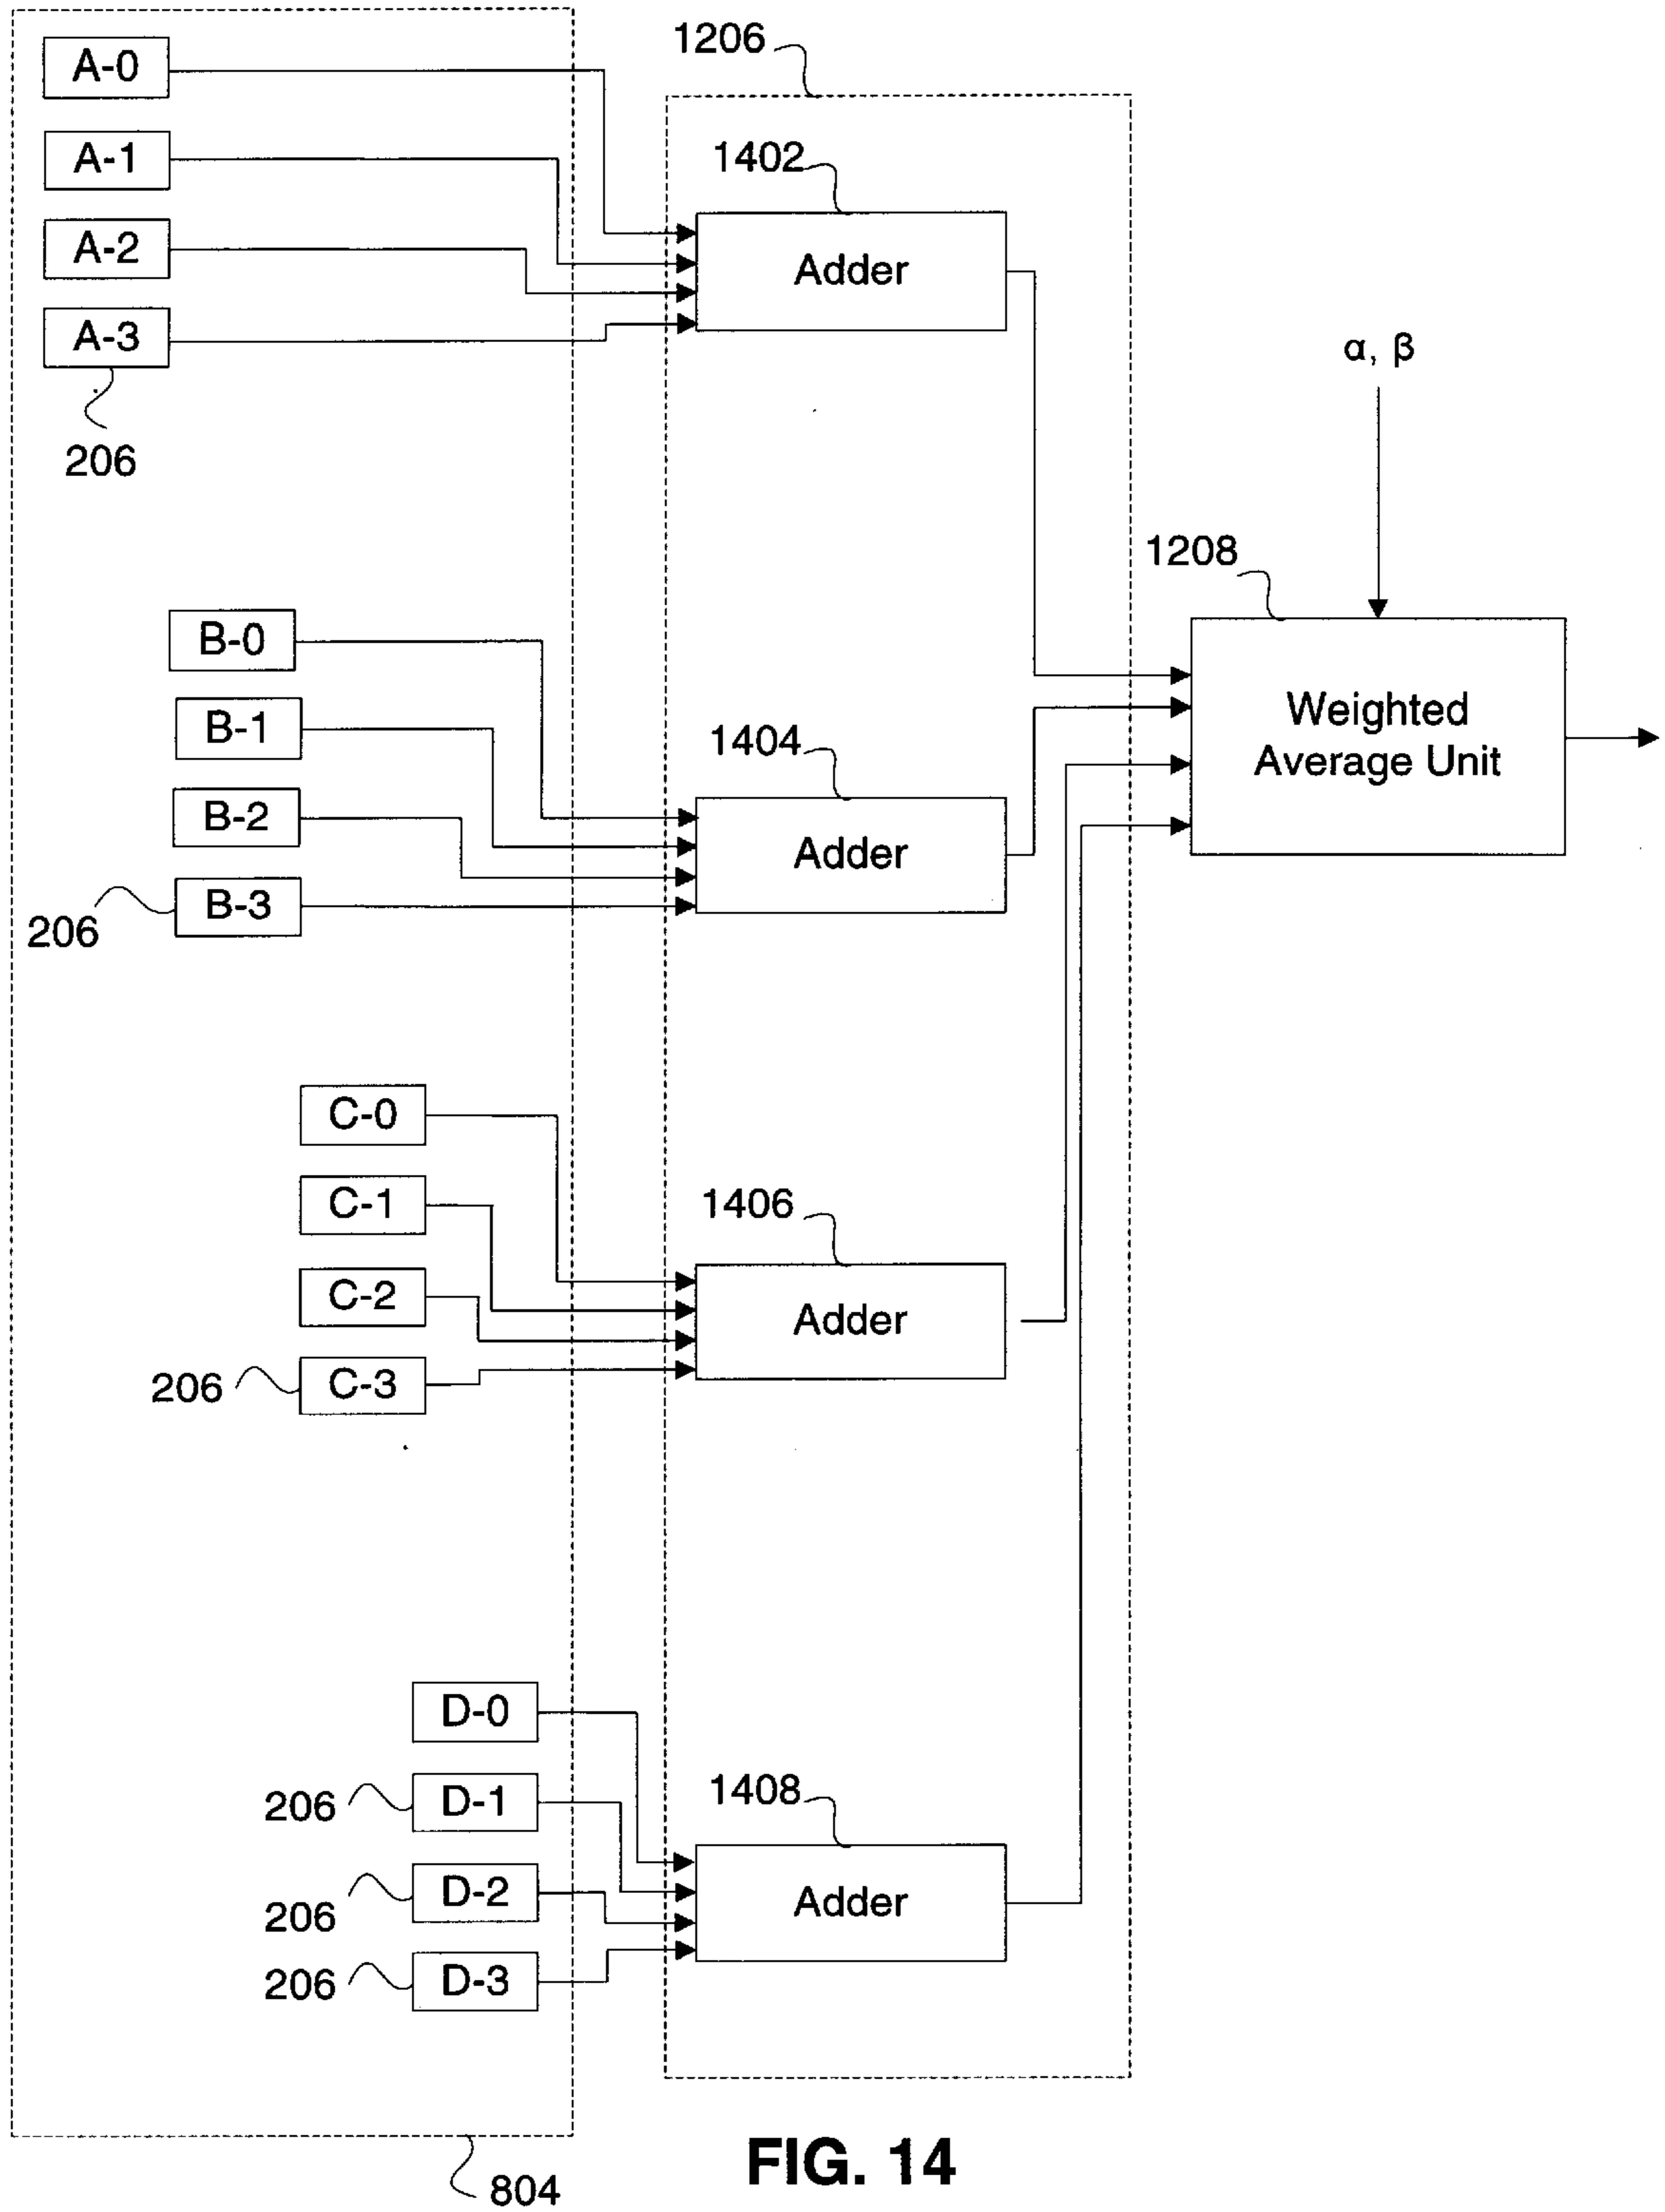 1206
A-0
A-1
A-2
A-3
206
1402
Adder
α, β
1208
Weighted
Average Unit
B-0
B-1
B-2
B-3
206
1404
Adder
C-0
C-1
C-2
C-3
206
1406
Adder
D-0
D-1
D-2
D-3
206
206
206
1408
Adder
804
FIG. 14